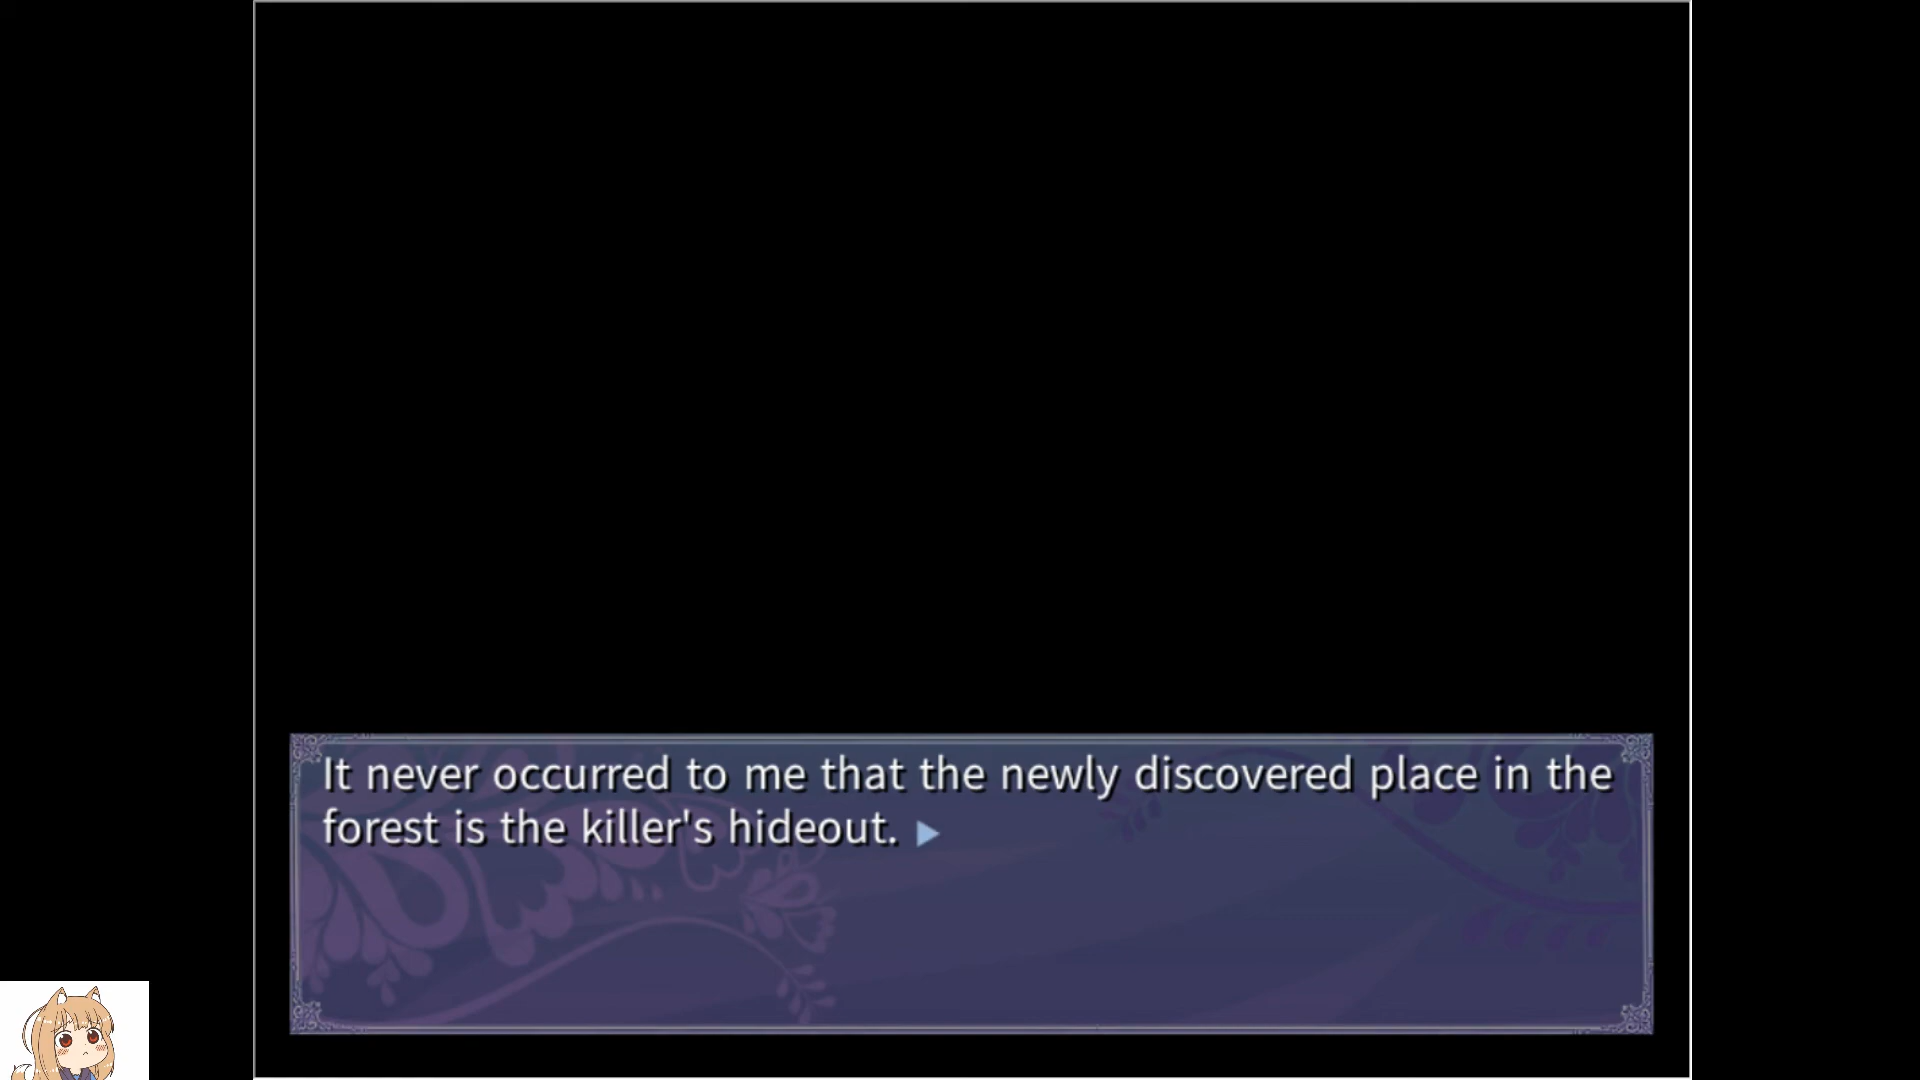 It never occurred to me that the newly discovered place in the
forest is the killer's hideout.